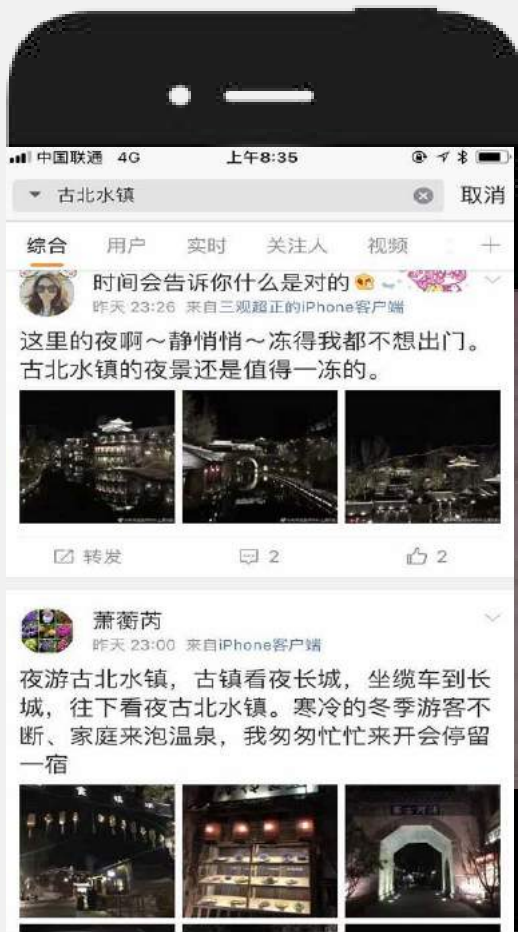 中国联通 4G 上午8:35
古北水镇 取消
综合 用户 实时 关注人 视频
时间会告诉你什么是对的
昨天 23:26 来自三观超正的iPhone客户端
这里的夜啊～静悄悄～冻得我都不想出门。
古北水镇的夜景还是值得一冻的。
转发 2 2
萧蘅芮
昨天 23:00 来自iPhone客户端
夜游古北水镇，古镇看夜长城，坐缆车到长
城，往下看夜古北水镇。寒冷的冬季游客不
断、家庭来泡温泉，我匆匆忙忙来开会停留
一宿